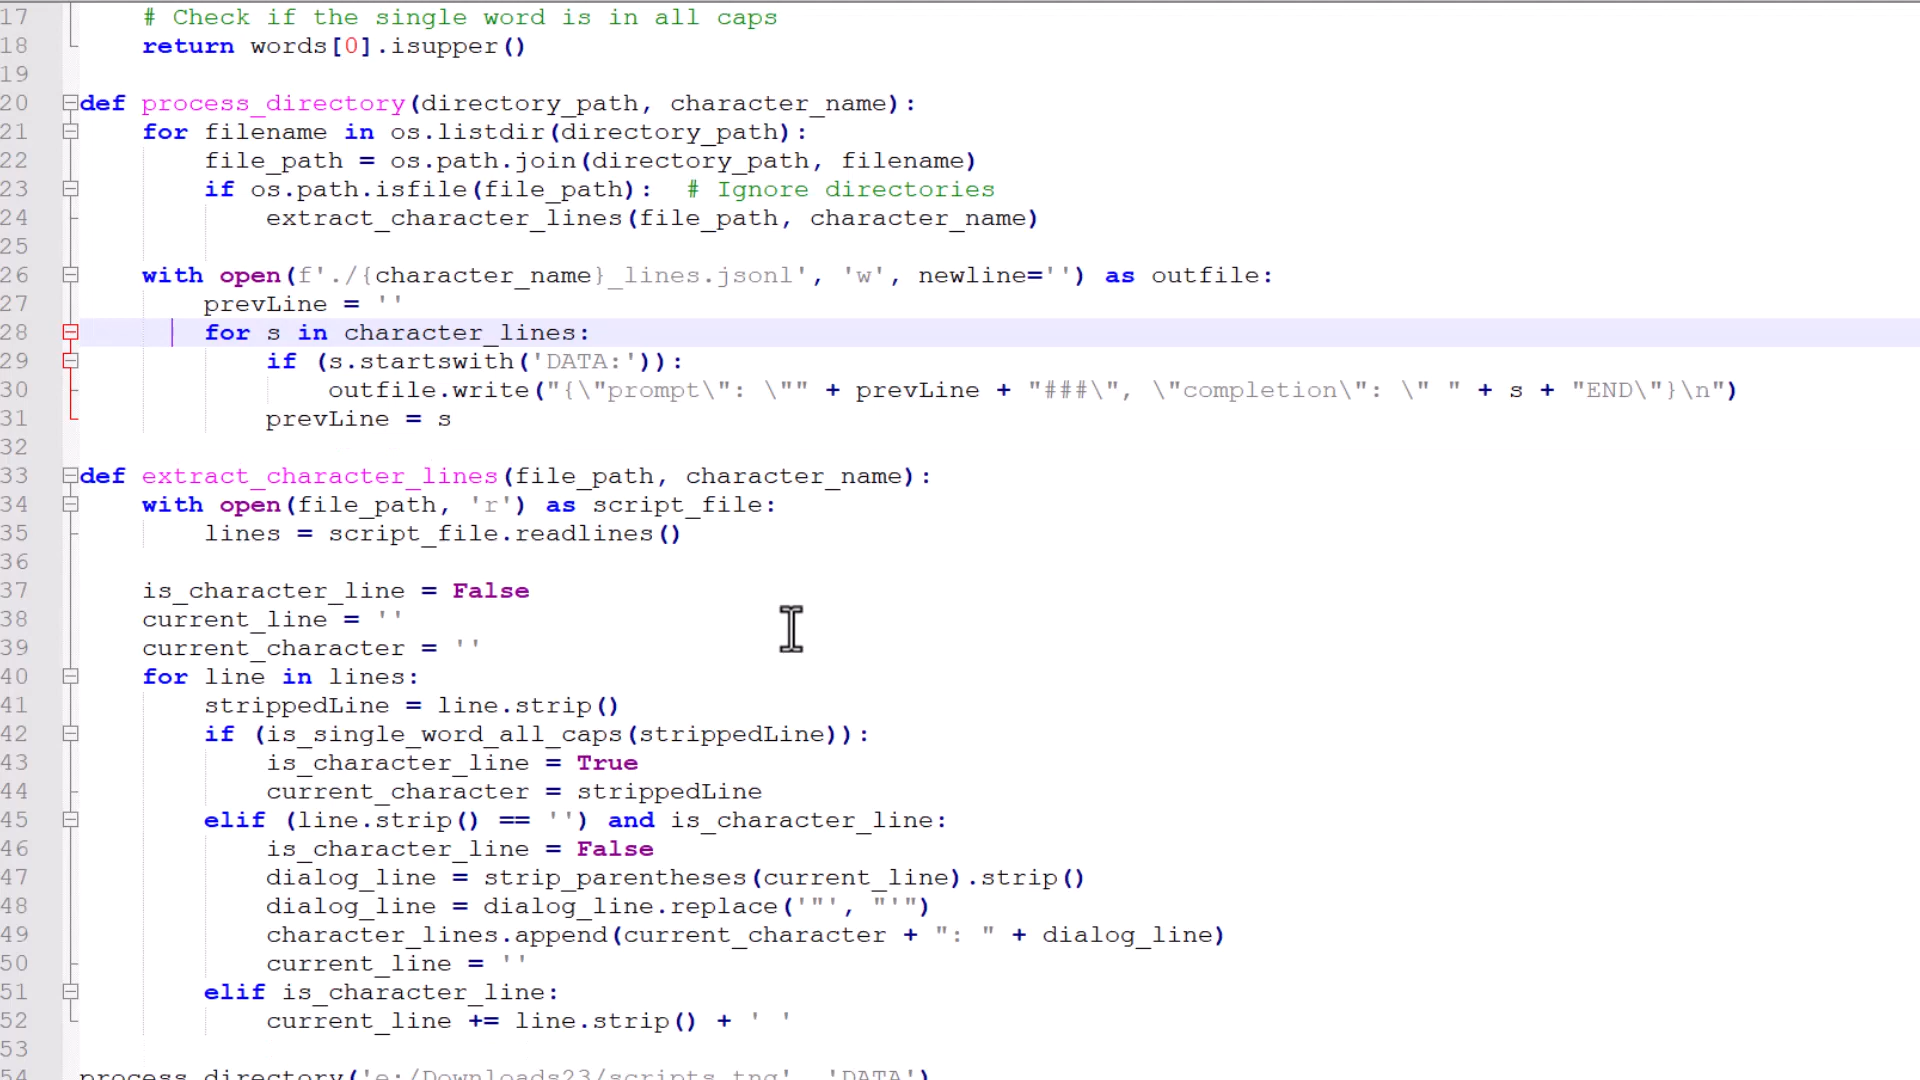 17 # Check if the single word is in all caps
18 return words[0].isupper()
19
20 def process_directory(directory_path, character_name):
21 for filename in os.listdir(directory_path):
22 file_path = os.path.join(directory_path, filename)
23 if os.path.isfile(file_path):  # Ignore directories
24 extract_character_lines(file_path, character_name)
25
26 with open(f'./{character_name}_lines.jsonl', 'w', newline='') as outfile:
27 prevLine = ''
28 for s in character_lines:
29 if (s.startswith('DATA:')):
30 outfile.write("{\"prompt\": \"" + prevLine + "###\", \"completion\": \" " + s + "END\"}\n")
31 prevLine = s
32
33 def extract_character_lines(file_path, character_name):
34 with open(file_path, 'r') as script_file:
35 lines = script_file.readlines()
36
37 is_character_line = False
38 current_line = ''
39 current_character = ''
40 for line in lines:
41 strippedLine = line.strip()
42 if (is_single_word_all_caps(strippedLine)):
43 is_character_line = True
44 current_character = strippedLine
45 elif (line.strip() == '') and is_character_line:
46 is_character_line = False
47 dialog_line = strip_parentheses(current_line).strip()
48 dialog_line = dialog_line.replace('"', "'")
49 character_lines.append(current_character + ": " + dialog_line)
50 current_line = ''
51 elif is_character_line:
52 current_line += line.strip() + ' '
53
54 process_directory('e:/Downloads23/scripts_tng', 'DATA')